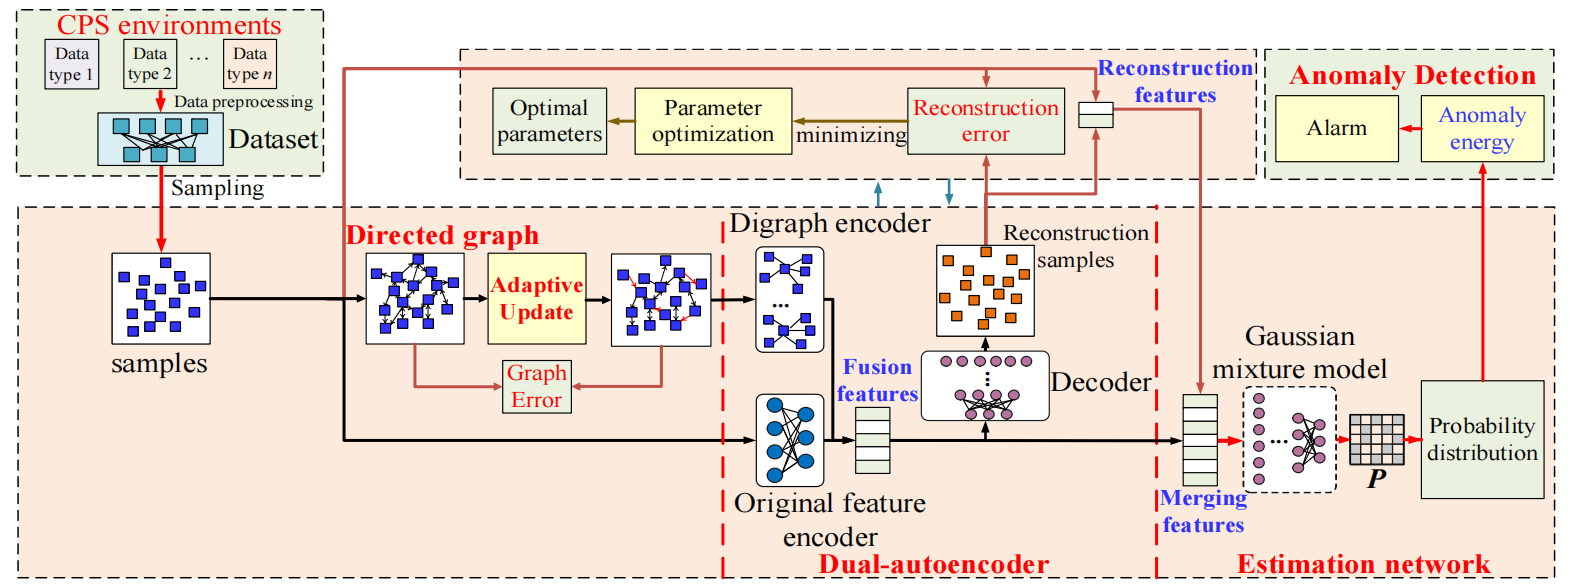 CPS environments
Data
type 1
Data
type 2
...
Data
type n
Data preprocessing
Dataset
Sampling
samples
Directed graph
Adaptive
Update
Graph
Error
Optimal
parameters
Parameter
optimization
minimizing
Reconstruction
error
Reconstruction
features
Anomaly Detection
Alarm
Anomaly
energy
Digraph encoder
...
Reconstruction
samples
Fusion
features
...
Decoder
Original feature
encoder
Dual-autoencoder
Gaussian
mixture model
...
P
Probability
distribution
Merging
features
Estimation network